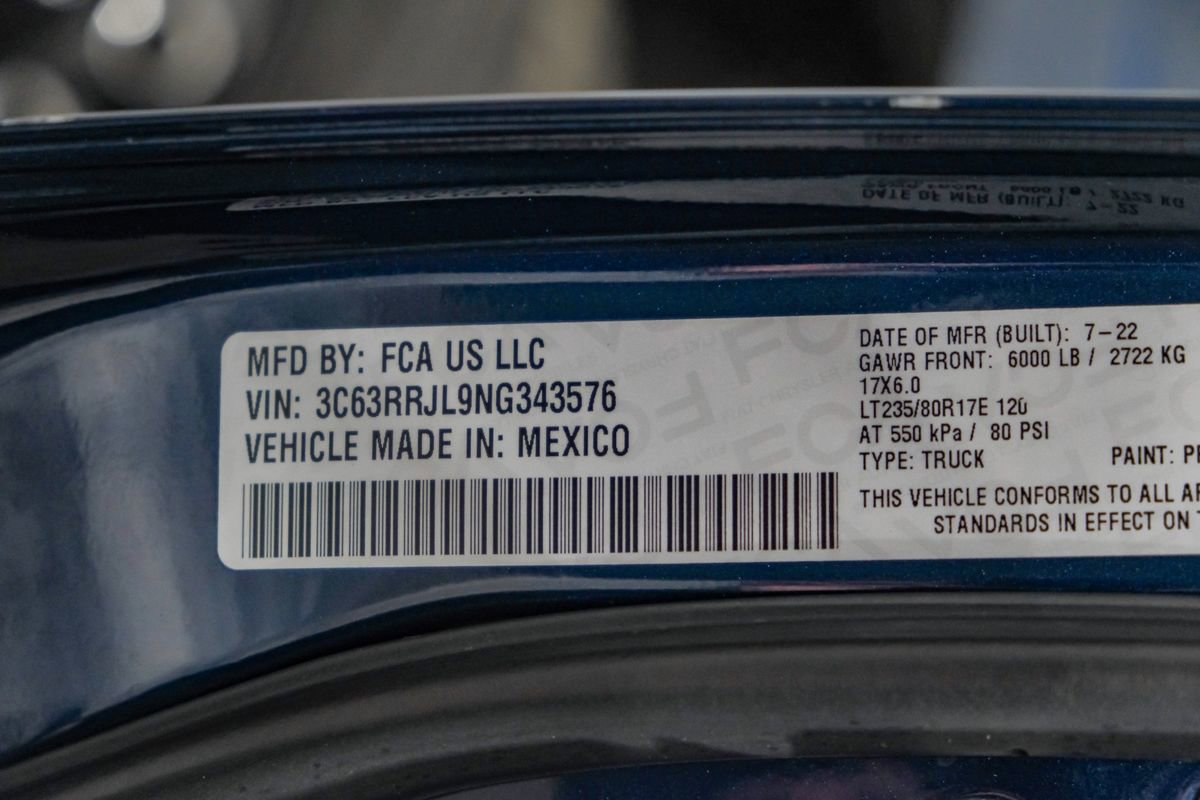 MFD BY: FCA US LLC
VIN: 3C63RRJL9NG343576
VEHICLE MADE IN: MEXICO
DATE OF MFR (BUILT): 7-22
GAWR FRONT: 6000 LB / 2722 KG
17X6.0
LT235/80R17E 120
AT 550 kPa / 80 PSI
TYPE: TRUCK PAINT:
THIS VEHICLE CONFORMS TO ALL
STANDARDS IN EFFECT ON